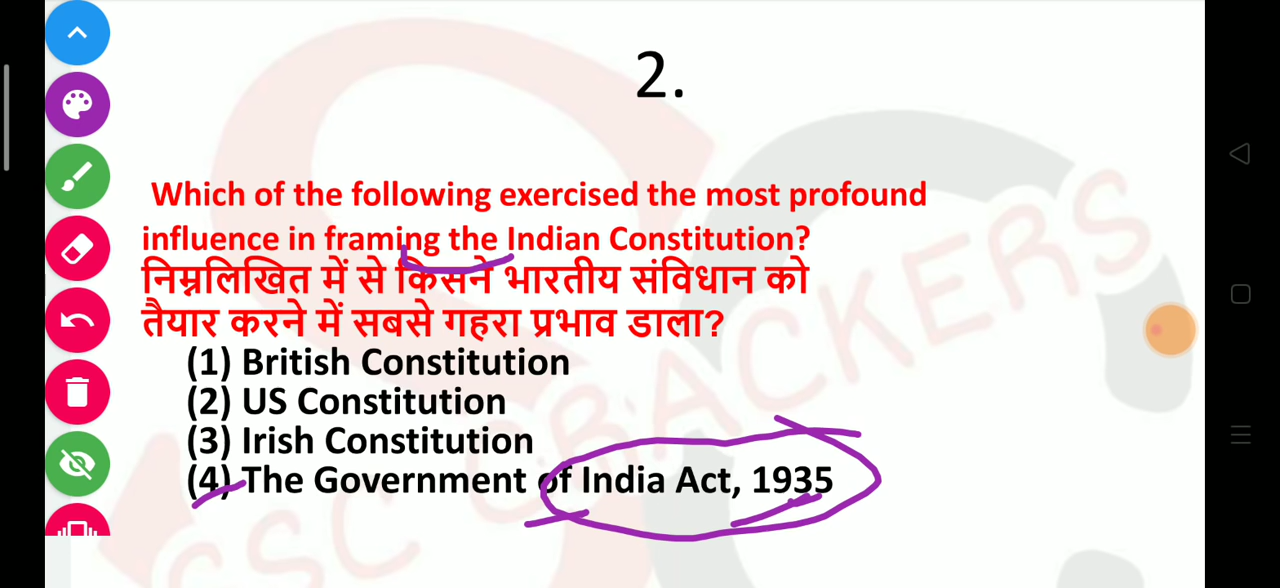 2.
Which of the following exercised the most profound
influence in framing the Indian Constitution?
निम्नलिखित में से किसने भारतीय संविधान को
तैयार करने में सबसे गहरा प्रभाव डाला?
(1) British Constitution
(2) US Constitution
(3) Irish Constitution
(4) The Government of India Act, 1935
SSC CRACKERS